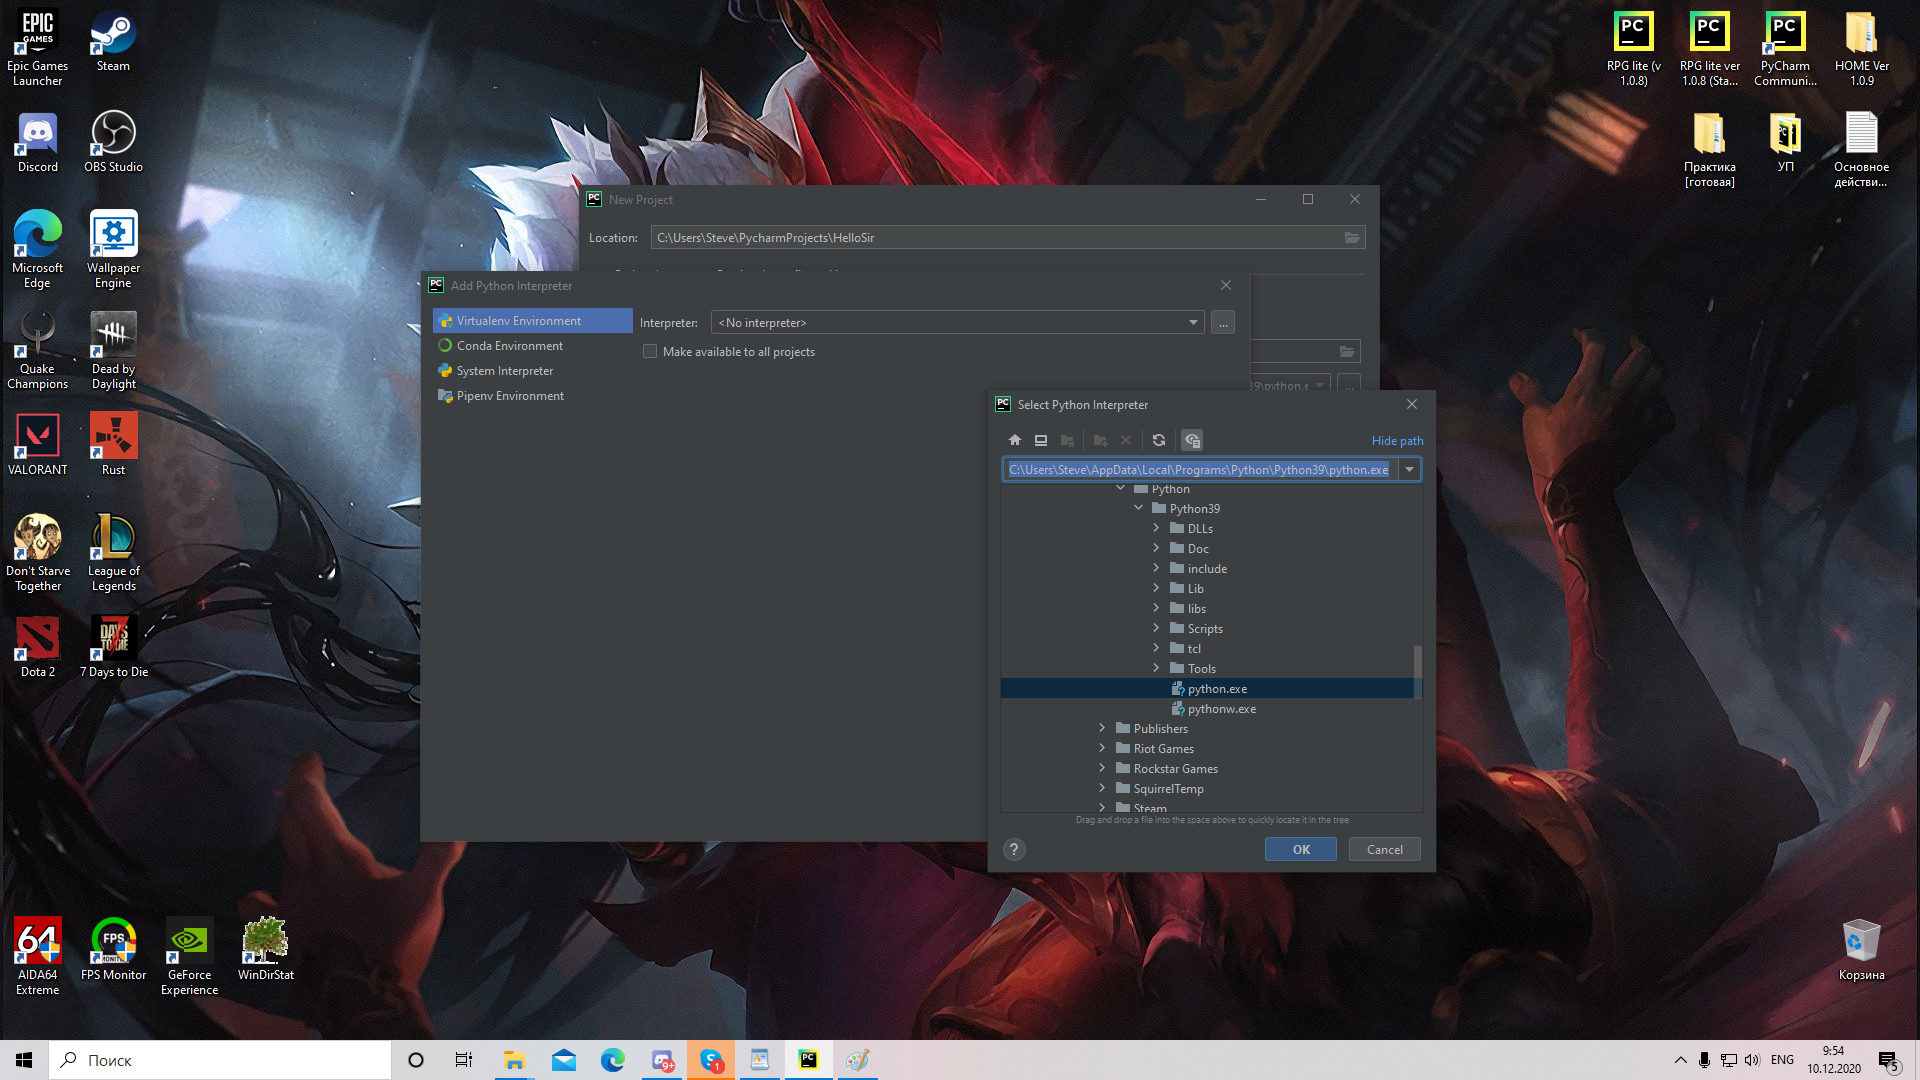 Epic Games
Launcher
Steam
Discord
OBS Studio
Microsoft
Edge
Wallpaper
Engine
Quake
Champions
Dead by
Daylight
VALORANT
Rust
Don't Starve
Together
League of
Legends
Dota 2
7 Days to Die
AIDA64
Extreme
FPS Monitor
GeForce
Experience
WinDirStat
RPG lite (v
1.0.8)
RPG lite ver
1.0.8 (Sta...
PyCharm
Communi...
HOME Ver
1.0.9
Практика
[готовая]
УП
Основное
действи...
Корзина
New Project
Location:
C:\Users\Steve\PycharmProjects\HelloSir
Add Python Interpreter
Virtualenv Environment
Conda Environment
System Interpreter
Pipenv Environment
Interpreter:
<No interpreter>
...
Make available to all projects
39\python.e
...
Select Python Interpreter
Hide path
C:\Users\Steve\AppData\Local\Programs\Python\Python39\python.exe
Python
Python39
DLLs
Doc
include
Lib
libs
Scripts
tcl
Tools
python.exe
pythonw.exe
Publishers
Riot Games
Rockstar Games
SquirrelTemp
Steam
Drag and drop a file into the space above to quickly locate it in the tree
?
OK
Cancel
Поиск
9+
1
ENG
9:54
10.12.2020
5